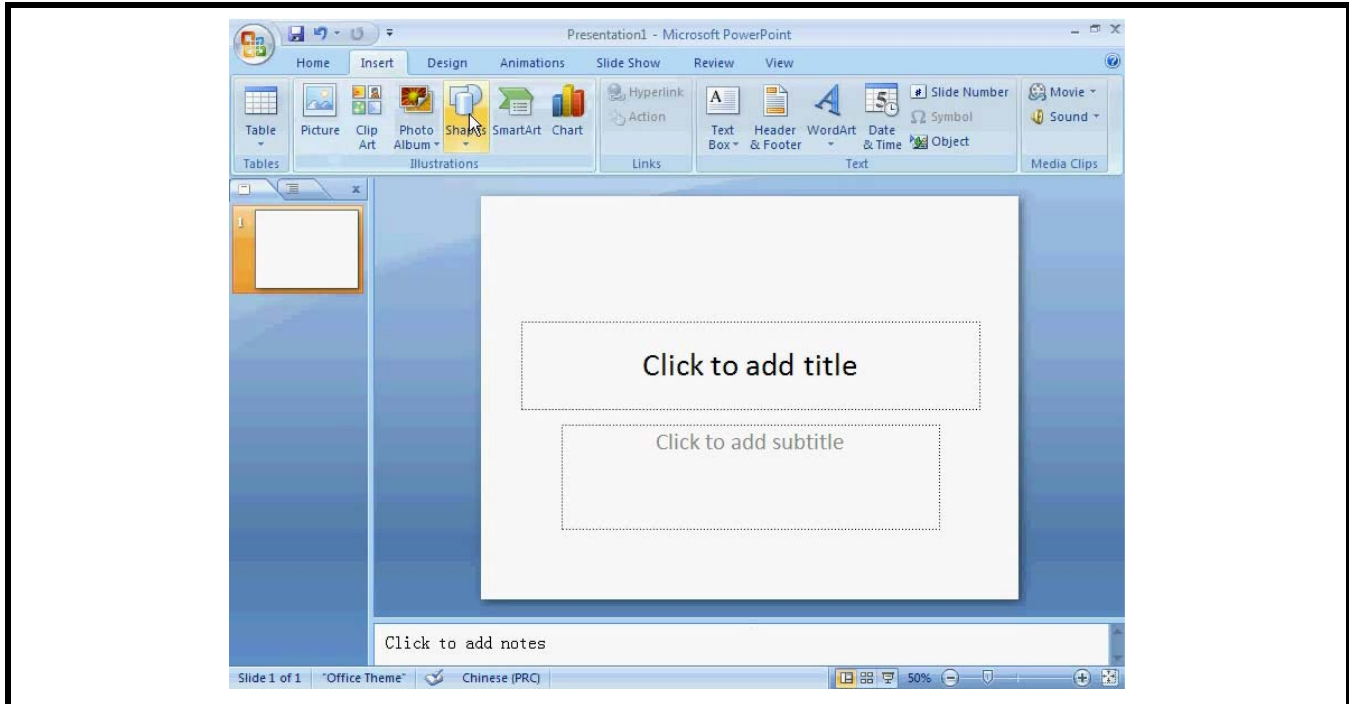 Presentation1 - Microsoft PowerPoint
Home Insert Design Animations Slide Show Review View
Table
Picture
Clip Art
Photo Album
Shapes
SmartArt
Chart
Hyperlink
Action
A
Text Box
Header & Footer
A
WordArt
5
Date & Time
# Slide Number
Ω Symbol
Object
Movie
Sound
Tables Illustrations Links Text Media Clips
1
Click to add title
Click to add subtitle
Click to add notes
Slide 1 of 1 "Office Theme" Chinese (PRC) 50%